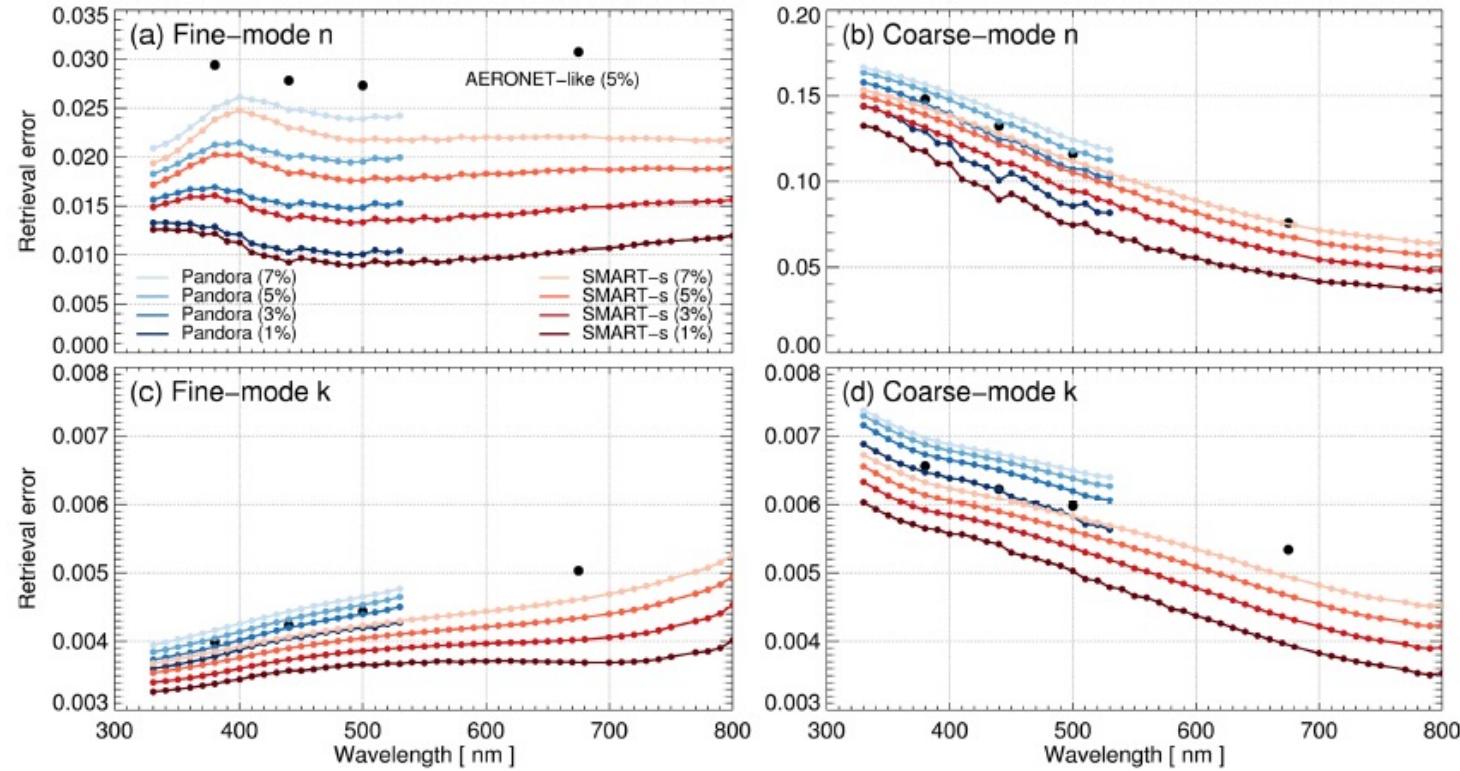 (a) Fine−mode n
(b) Coarse−mode n
Retrieval error
0.035
0.030
0.025
0.020
0.015
0.010
0.005
0.000
AERONET−like (5%)
Pandora (7%)
Pandora (5%)
Pandora (3%)
Pandora (1%)
SMART−s (7%)
SMART−s (5%)
SMART−s (3%)
SMART−s (1%)
0.20
0.15
0.10
0.05
0.00
(c) Fine−mode k
(d) Coarse−mode k
Retrieval error
0.008
0.007
0.006
0.005
0.004
0.003
0.008
0.007
0.006
0.005
0.004
0.003
300 400 500 600 700 800
300 400 500 600 700 800
Wavelength [ nm ]
Wavelength [ nm ]